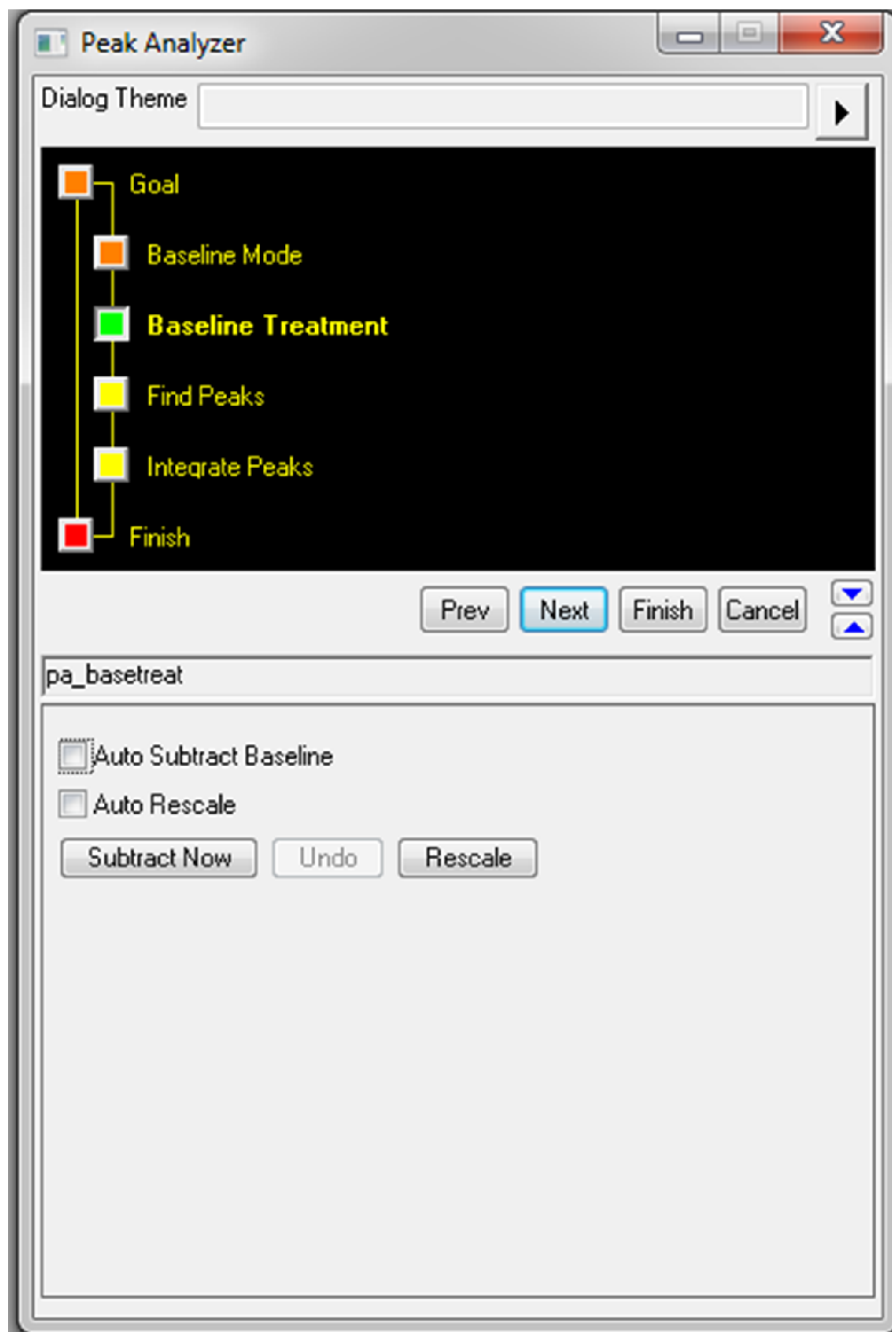 Peak Analyzer
Dialog Theme
Goal
Baseline Mode
Baseline Treatment
Find Peaks
Integrate Peaks
Finish
Prev Next Finish Cancel
pa_basetreat
Auto Subtract Baseline
Auto Rescale
Subtract Now Undo Rescale